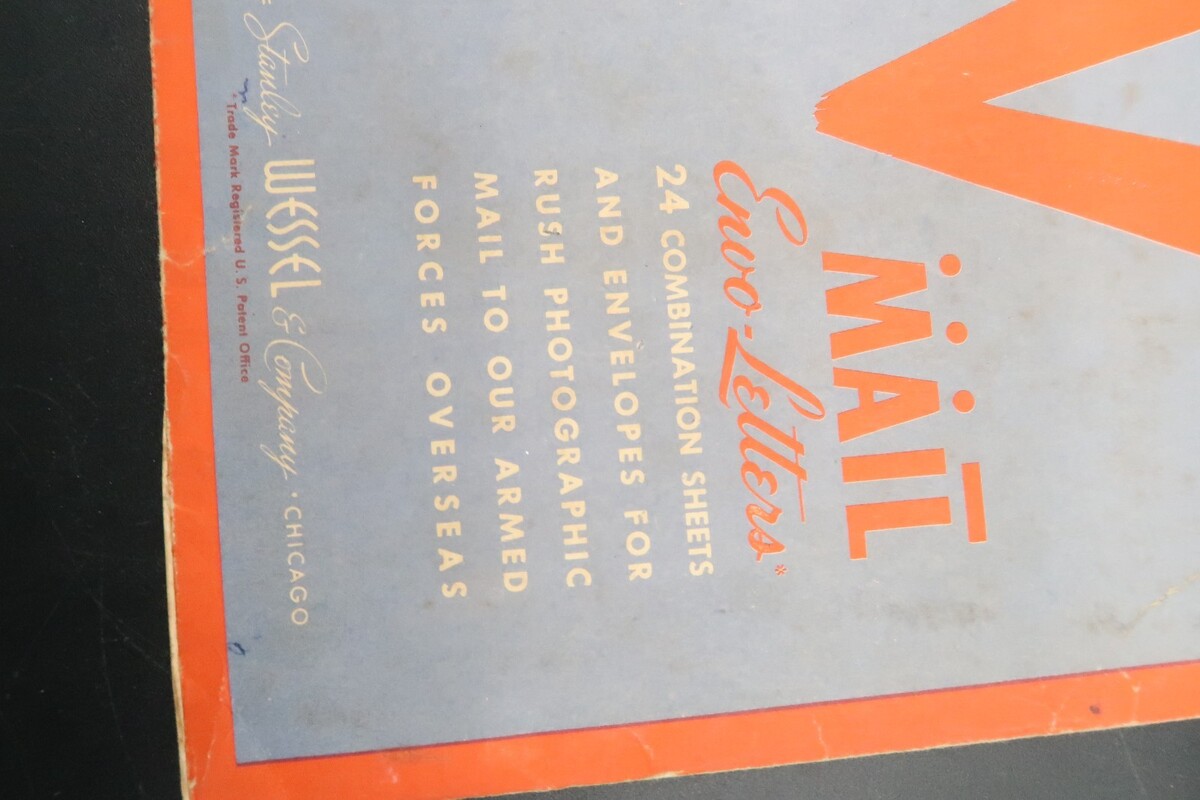 V
MAIL
Envo-Letters*
24 COMBINATION SHEETS
AND ENVELOPES FOR
RUSH PHOTOGRAPHIC
MAIL TO OUR ARMED
FORCES OVERSEAS
Stanley WESSEL & Company · CHICAGO
*Trade Mark Registered U. S. Patent Office